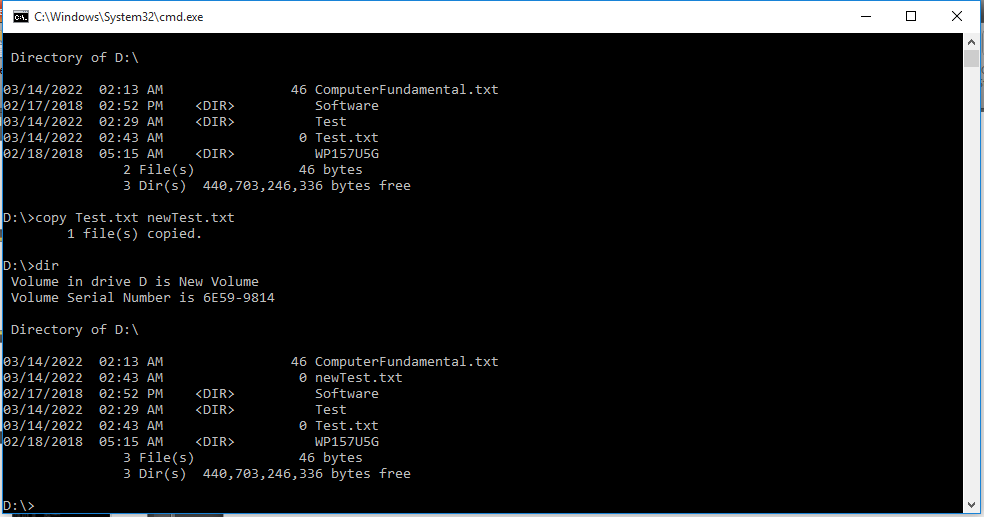 C:\Windows\System32\cmd.exe
Directory of D:\
03/14/2022  02:13 AM                46 ComputerFundamental.txt
02/17/2018  02:52 PM    <DIR>          Software
03/14/2022  02:29 AM    <DIR>          Test
03/14/2022  02:43 AM                 0 Test.txt
02/18/2018  05:15 AM    <DIR>          WP157U5G
2 File(s)             46 bytes
3 Dir(s)  440,703,246,336 bytes free
D:\>copy Test.txt newTest.txt
1 file(s) copied.
D:\>dir
Volume in drive D is New Volume
Volume Serial Number is 6E59-9814
Directory of D:\
03/14/2022  02:13 AM                46 ComputerFundamental.txt
03/14/2022  02:43 AM                 0 newTest.txt
02/17/2018  02:52 PM    <DIR>          Software
03/14/2022  02:29 AM    <DIR>          Test
03/14/2022  02:43 AM                 0 Test.txt
02/18/2018  05:15 AM    <DIR>          WP157U5G
3 File(s)             46 bytes
3 Dir(s)  440,703,246,336 bytes free
D:\>